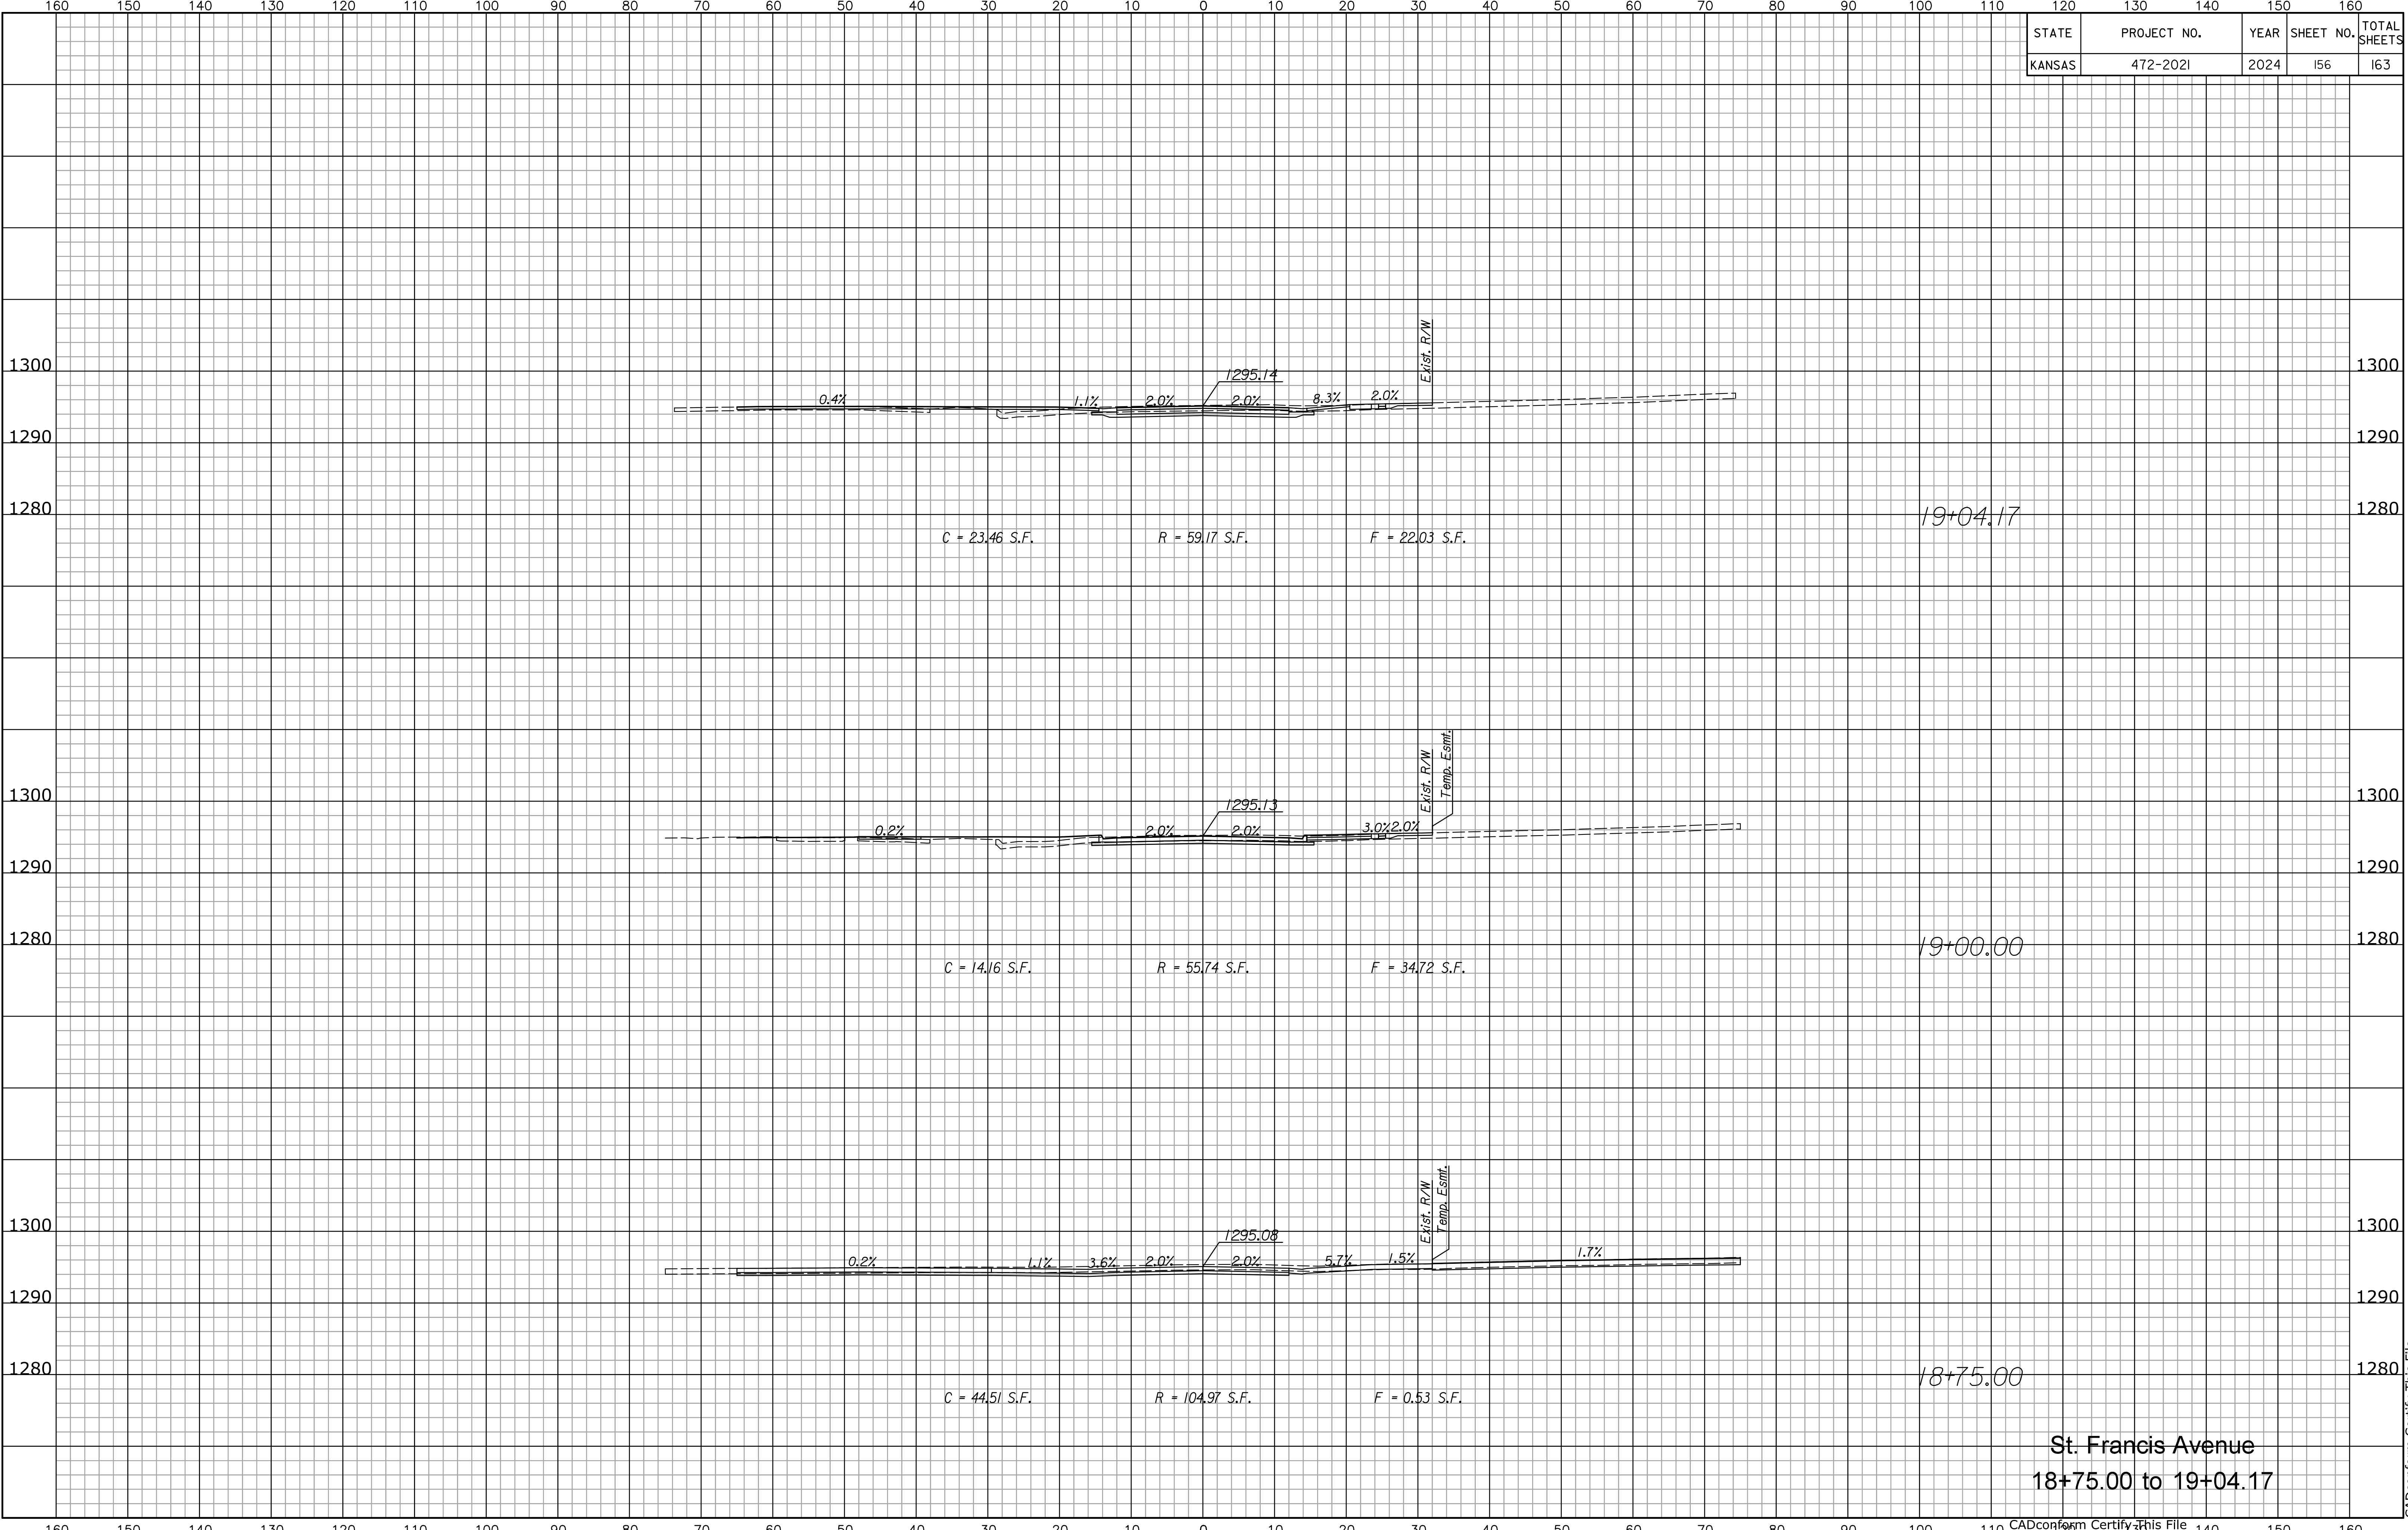 160 150 140 130 120 110 100 90 80 70 60 50 40 30 20 10 0 10 20 30 40 50 60 70 80 90 100 110 120 130 140 150 160
STATE PROJECT NO. YEAR SHEET NO. TOTAL SHEETS
KANSAS 472-2021 2024 156 163
Exist. R/W
1300 1300
1295.14
0.4% 1.1% 2.0% 2.0% 8.3% 2.0%
1290 1290
1280 19+04.17 1280
C = 23.46 S.F. R = 59.17 S.F. F = 22.03 S.F.
Exist. R/W
Temp. Esmt.
1300 1300
1295.13
0.2% 2.0% 2.0% 3.0% 2.0%
1290 1290
1280 19+00.00 1280
C = 14.16 S.F. R = 55.74 S.F. F = 34.72 S.F.
Exist. R/W
Temp. Esmt.
1300 1300
1295.08
0.2% 1.1% 3.6% 2.0% 2.0% 5.7% 1.5% 1.7%
1290 1290
1280 18+75.00 1280
C = 44.51 S.F. R = 104.97 S.F. F = 0.53 S.F.
St. Francis Avenue
18+75.00 to 19+04.17
CADconform Certify This File
160 150 140 130 120 110 100 90 80 70 60 50 40 30 20 10 0 10 20 30 40 50 60 70 80 90 100 110 120 130 140 150 160